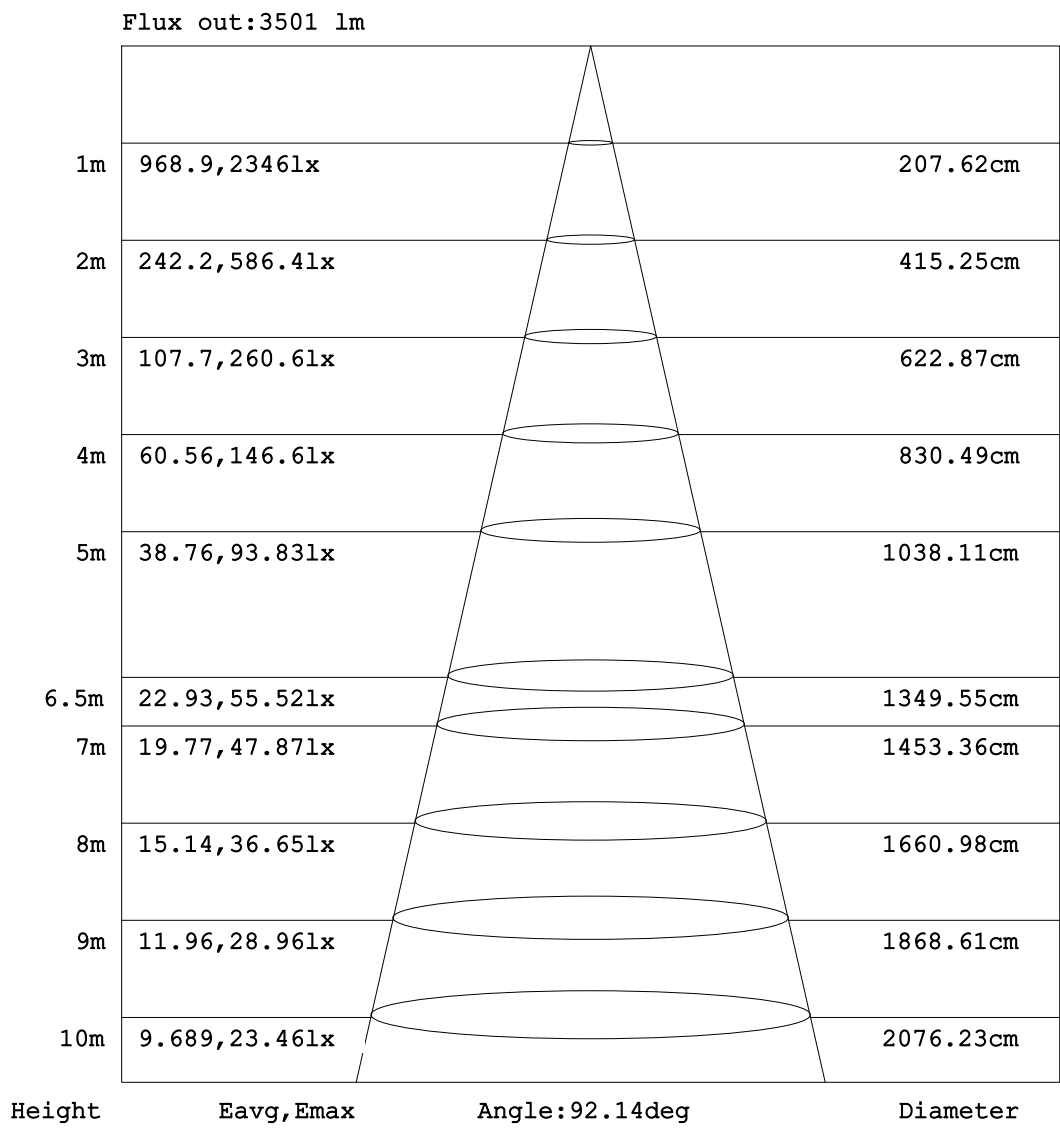 Flux out:3501 lm
1m 968.9,2346lx 207.62cm
2m 242.2,586.4lx 415.25cm
3m 107.7,260.6lx 622.87cm
4m 60.56,146.6lx 830.49cm
5m 38.76,93.83lx 1038.11cm
6.5m 22.93,55.52lx 1349.55cm
7m 19.77,47.87lx 1453.36cm
8m 15.14,36.65lx 1660.98cm
9m 11.96,28.96lx 1868.61cm
10m 9.689,23.46lx 2076.23cm
Height Eavg,Emax Angle:92.14deg Diameter